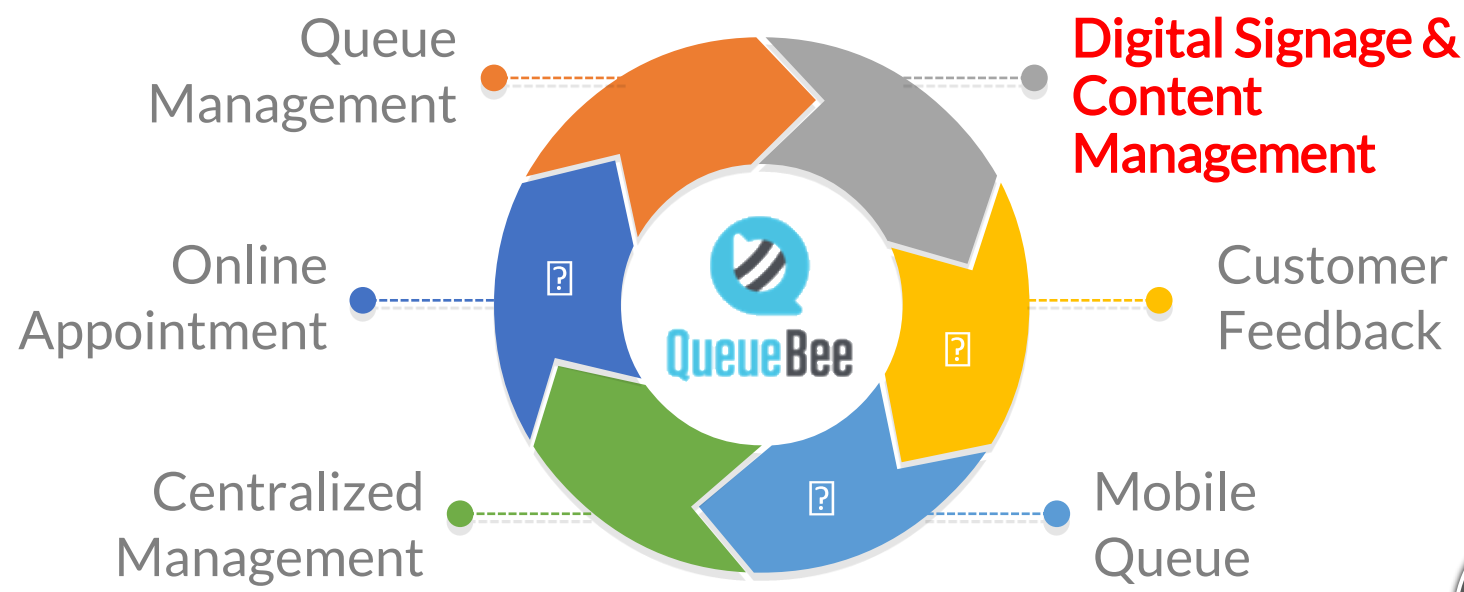 Queue
Management
Digital Signage &
Content
Management
Online
Appointment
Customer
Feedback
QueueBee
Centralized
Management
Mobile
Queue